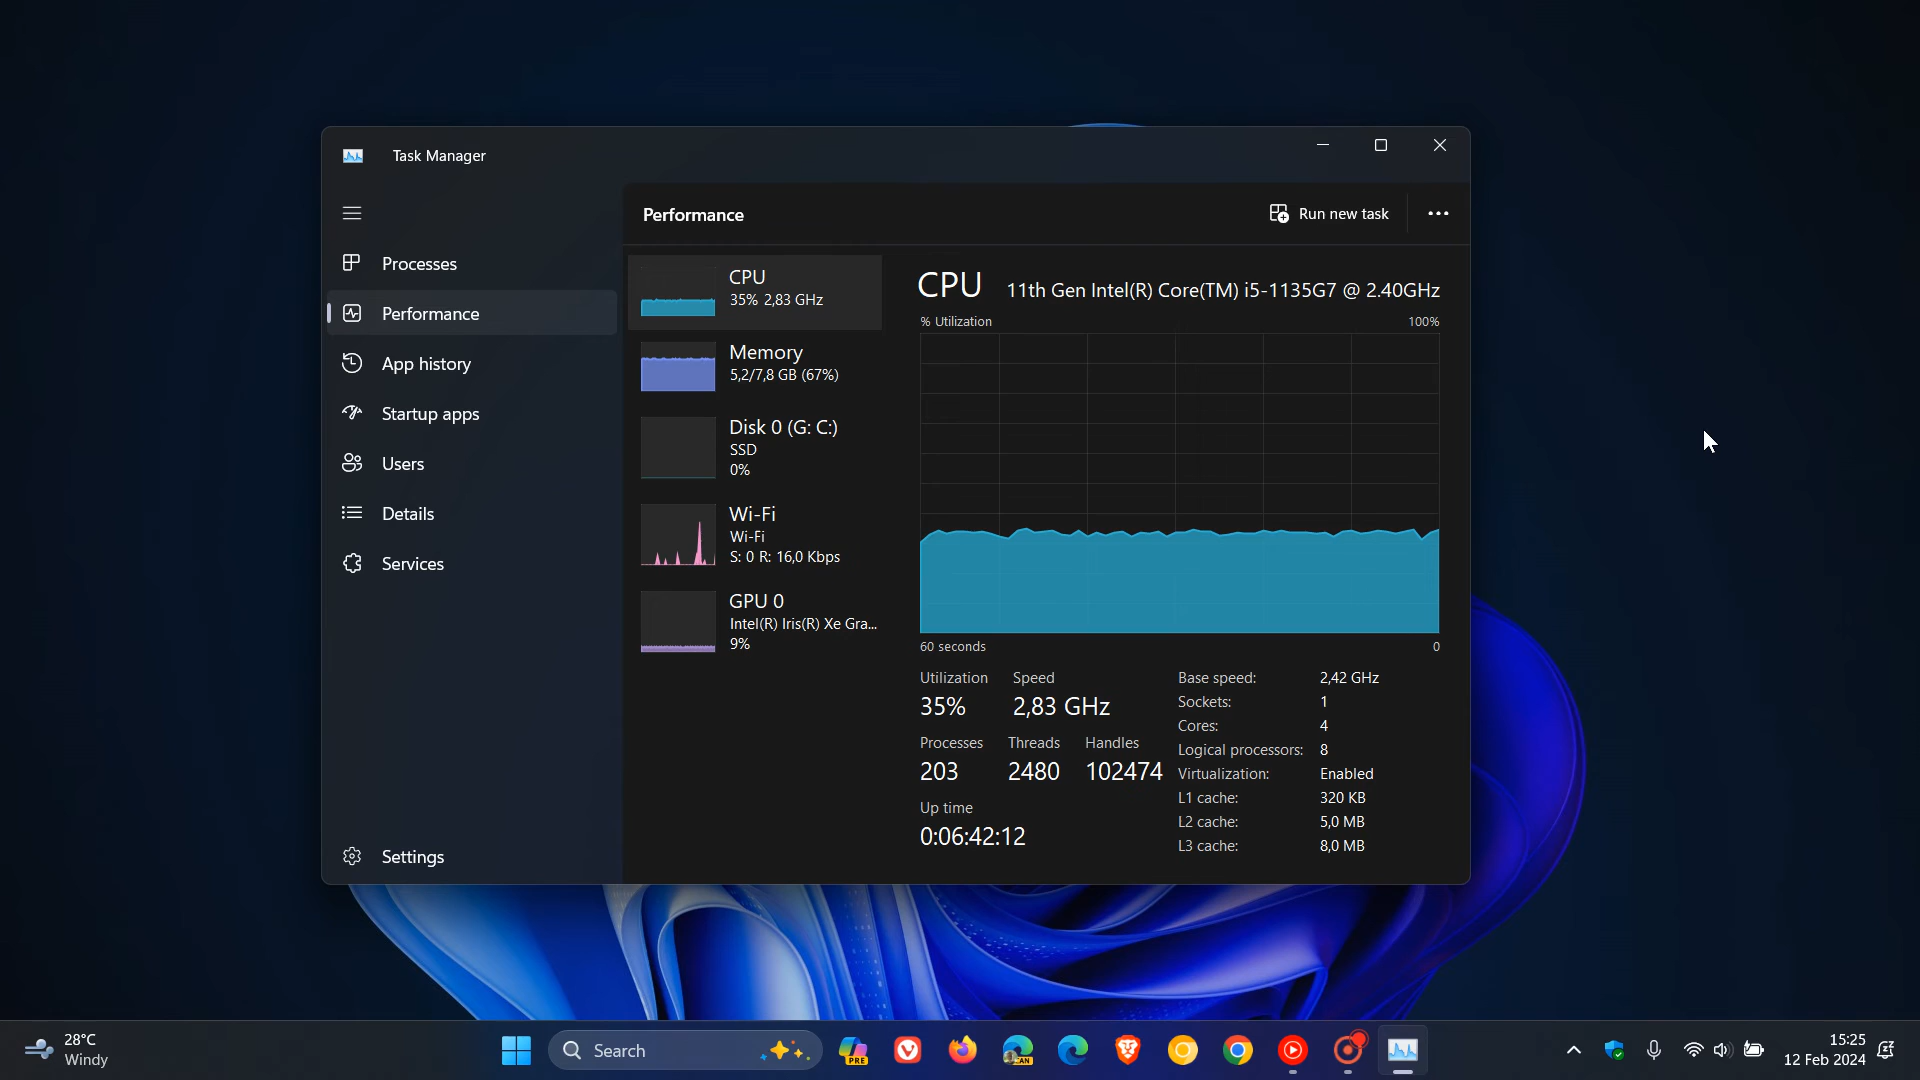 Task Manager
Performance
Run new task
Processes
Performance
App history
Startup apps
Users
Details
Services
Settings
CPU
35% 2,83 GHz
Memory
5,2/7,8 GB (67%)
Disk 0 (G: C:)
SSD
0%
Wi-Fi
Wi-Fi
S: 0 R: 16,0 Kbps
GPU 0
Intel(R) Iris(R) Xe Gra...
9%
CPU 11th Gen Intel(R) Core(TM) i5-1135G7 @ 2.40GHz
% Utilization 100%
60 seconds 0
Utilization Speed
35% 2,83 GHz
Processes Threads Handles
203 2480 102474
Up time
0:06:42:12
Base speed: 2,42 GHz
Sockets: 1
Cores: 4
Logical processors: 8
Virtualization: Enabled
L1 cache: 320 KB
L2 cache: 5,0 MB
L3 cache: 8,0 MB
28°C
Windy
Search
PRE
CAN
15:25
12 Feb 2024